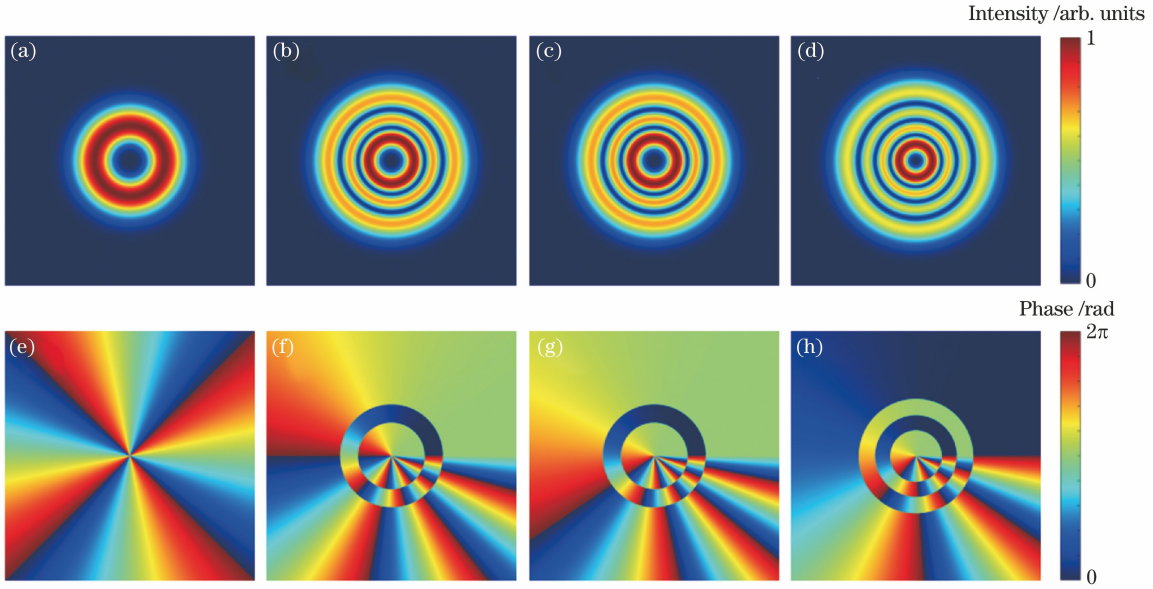 Intensity /arb. units
(a)
(b)
(c)
(d)
1
0
Phase /rad
(e)
(f)
(g)
(h)
2π
0